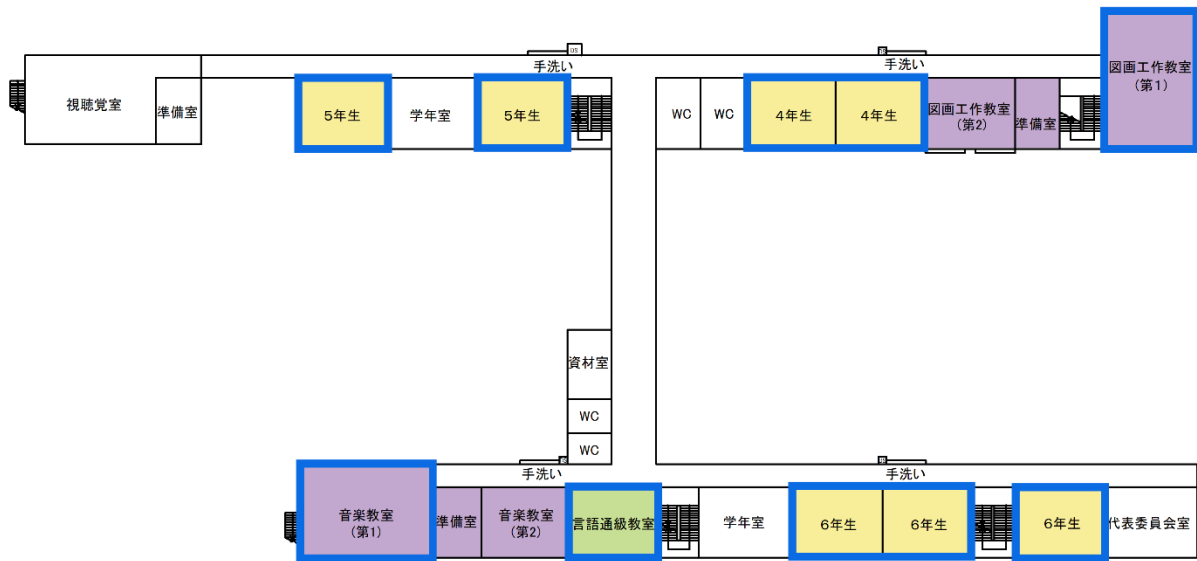 手洗い
手洗い
図画工作教室
(第1)
視聴覚室
準備室
5年生
学年室
5年生
WC
WC
4年生
4年生
図画工作教室
(第2)
準備室
資材室
WC
WC
手洗い
手洗い
音楽教室
(第1)
準備室
音楽教室
(第2)
言語通級教室
学年室
6年生
6年生
6年生
代表委員会室